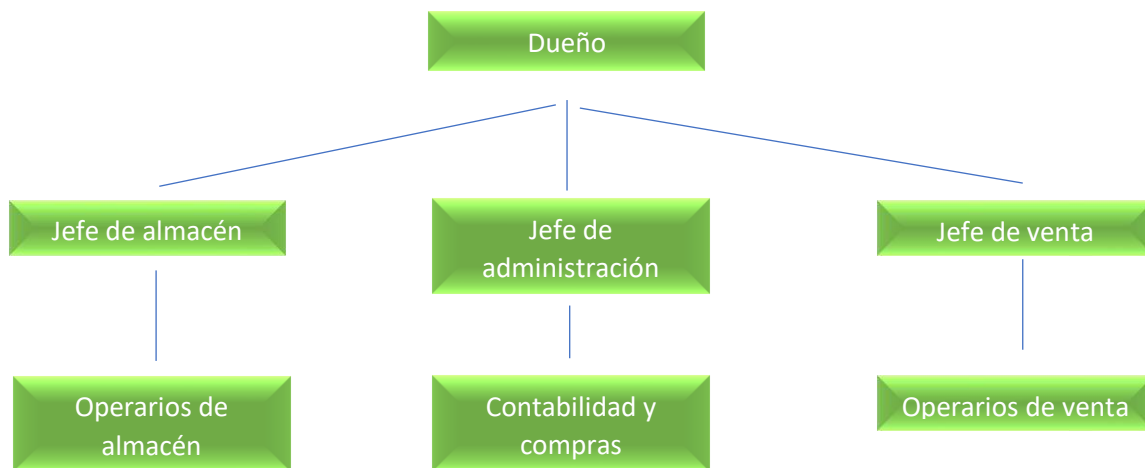 Dueño
Jefe de almacén
Jefe de
administración
Jefe de venta
Operarios de
almacén
Contabilidad y
compras
Operarios de venta